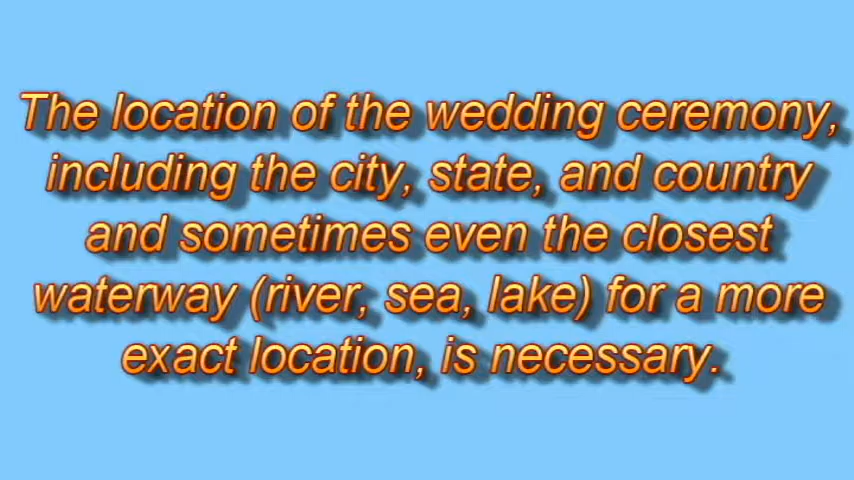 The location of the wedding ceremony,
including the city, state, and country
and sometimes even the closest
waterway (river, sea, lake) for a more
exact location, is necessary.